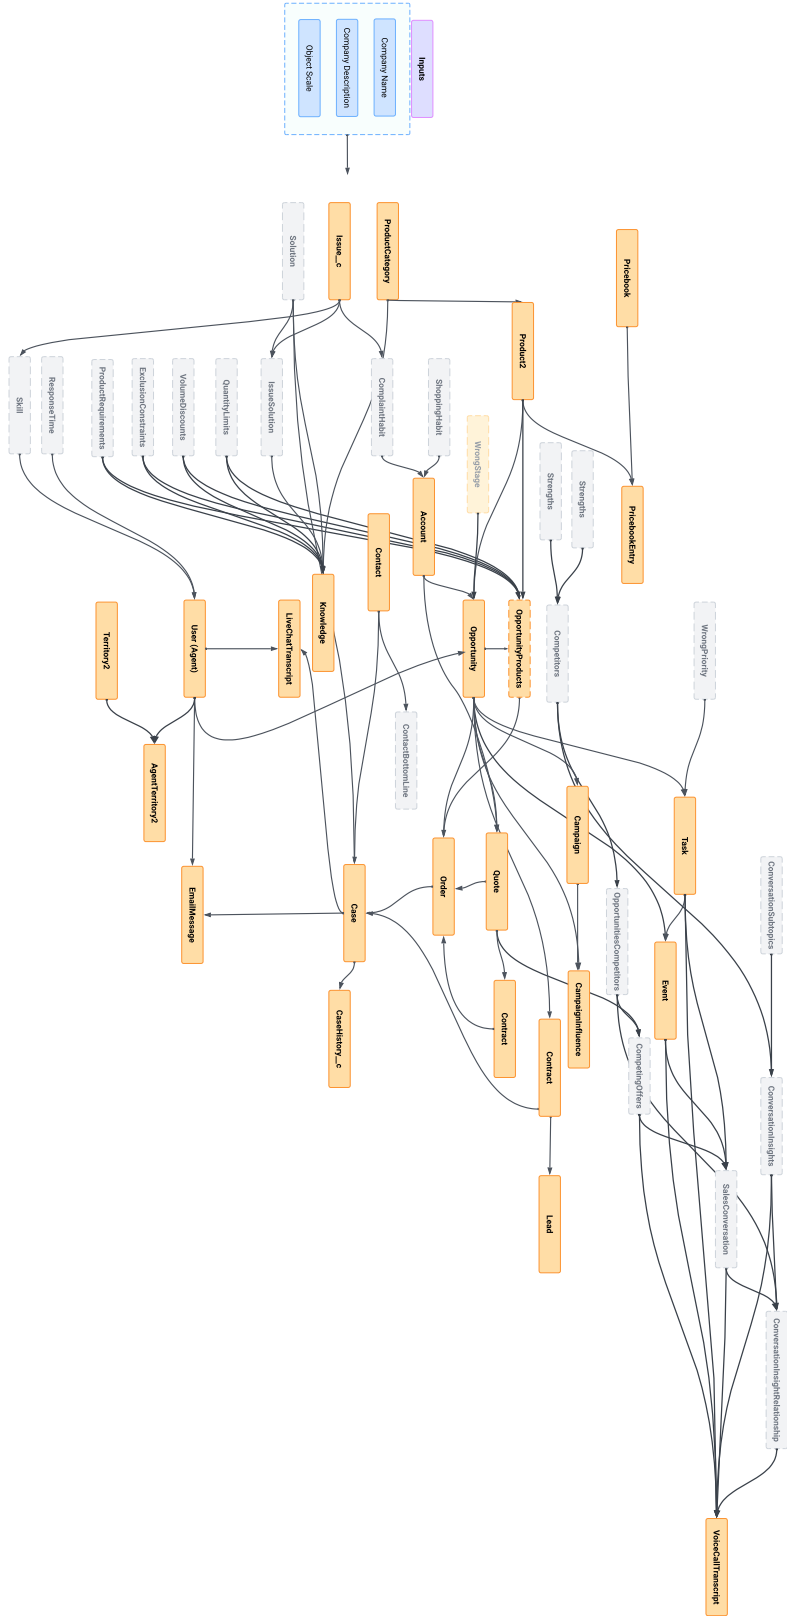 Inputs
Company Name
Company Description
Object Scale
Pricebook
ProductCategory
Issue__c
Solution
Product2
ShoppingHabit
ComplaintHabit
IssueSolution
QuantityLimits
VolumeDiscounts
ExclusionConstraints
ProductRequirements
ResponseTime
Skill
WrongStage
Strengths
Strengths
PricebookEntry
Account
Contact
WrongPriority
Competitors
OpportunityProducts
Opportunity
Knowledge
LiveChatTranscript
User (Agent)
Territory2
ContactBottomLine
AgentTerritory2
Task
Campaign
ConversationSubtopics
OpportunitiesCompetitors
Quote
Order
Case
EmailMessage
Event
CampaignInfluence
Contract
CaseHistory__c
Contract
CompetingOffers
ConversationInsights
SalesConversation
Lead
ConversationInsightRelationship
VoiceCallTranscript